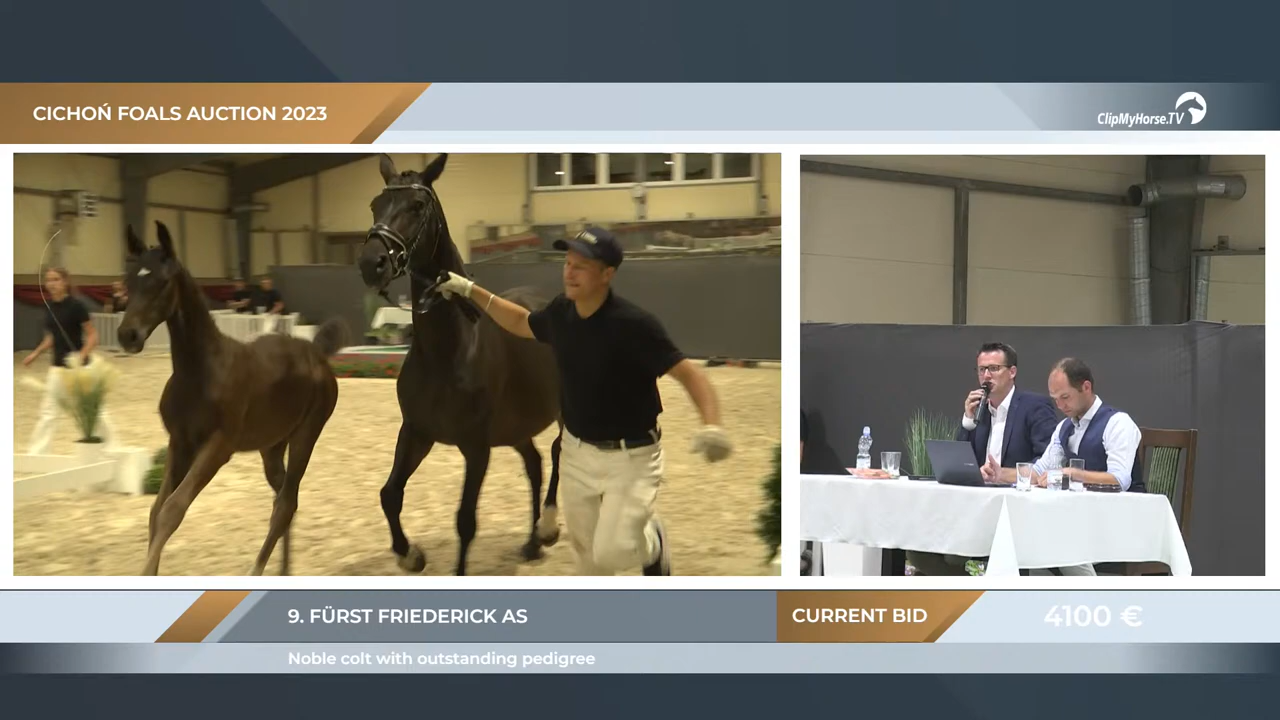 CICHOŃ FOALS AUCTION 2023
ClipMyHorse.TV
9. FÜRST FRIEDERICK AS
CURRENT BID
4100 €
Noble colt with outstanding pedigree